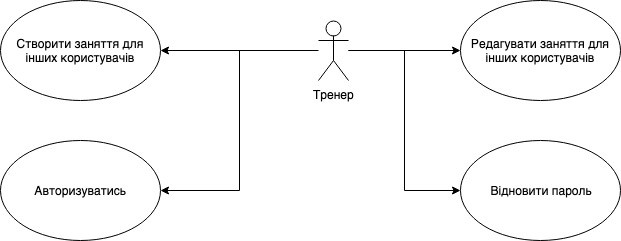 Створити заняття для
інших користувачів
Редагувати заняття для
інших користувачів
Тренер
Авторизуватись
Відновити пароль